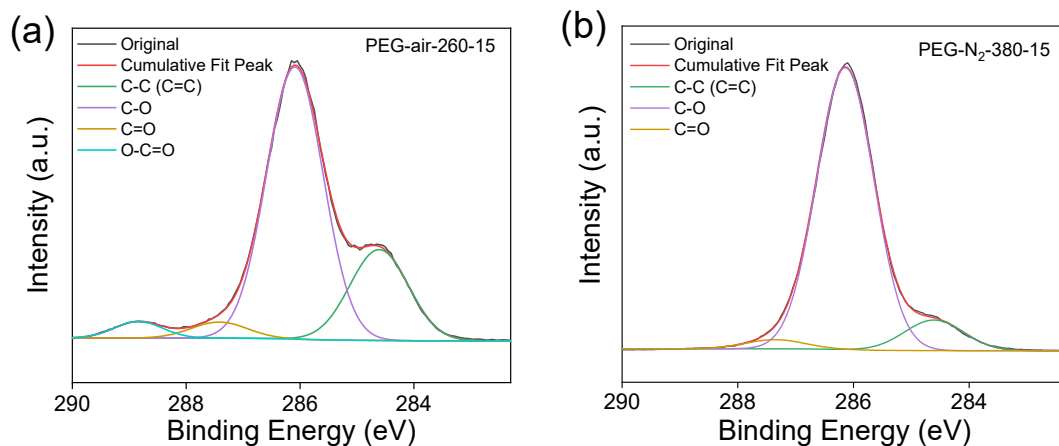 (a)
Original
Cumulative Fit Peak
C-C (C=C)
C-O
C=O
O-C=O
PEG-air-260-15
Intensity (a.u.)
290 288 286 284
Binding Energy (eV)
(b)
Original
Cumulative Fit Peak
C-C (C=C)
C-O
C=O
PEG-N₂-380-15
Intensity (a.u.)
290 288 286 284
Binding Energy (eV)